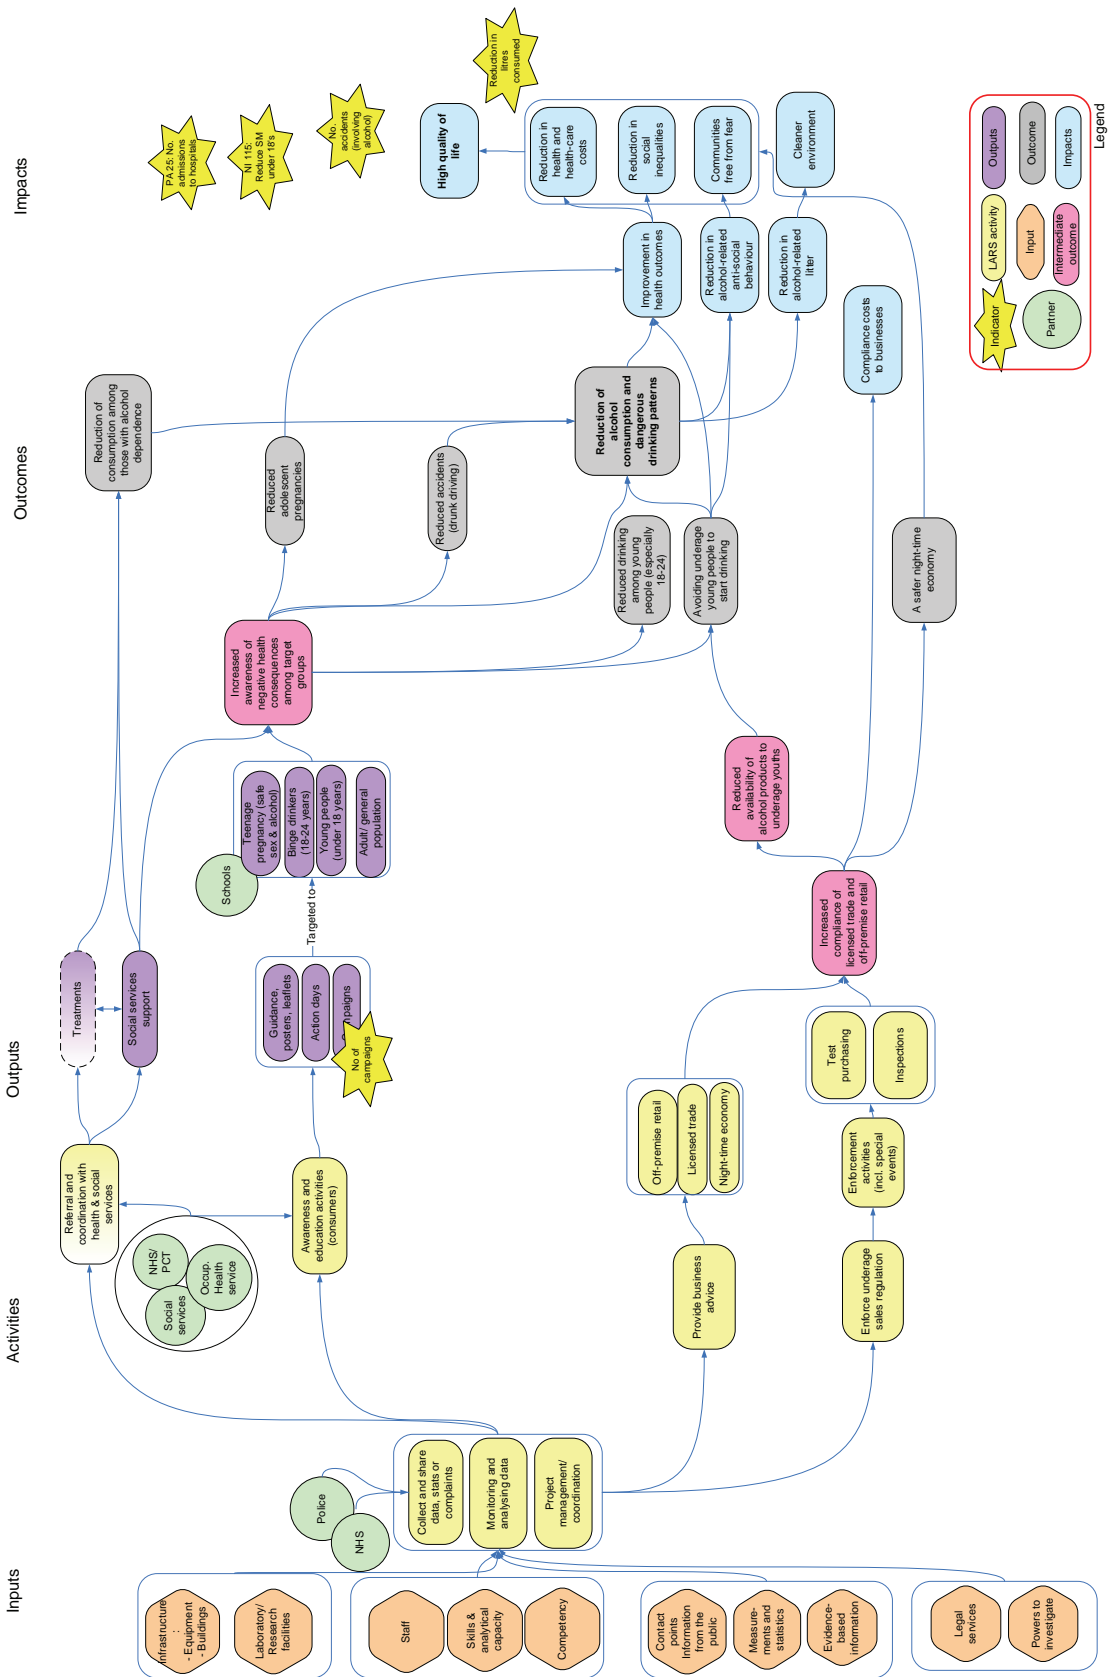 Inputs
Activities
Outputs
Outcomes
Impacts
Infrastructure
:
- Equipment
- Buildings
Laboratory/
Research
facilities
Staff
Skills &
analytical
capacity
Competency
Contact
points
Information
from the
public
Measure-
ments and
statistics
Evidence-
based
information
Legal
services
Powers to
investigate
Police
NHS
Collect and share
data, stats or
complaints
Monitoring and
analysing data
Project
management/
coordination
Referral and
coordination with
health & social
services
NHS/
PCT
Social
services
Occup.
Health
service
Awareness and
education activities
(consumers)
Provide business
advice
Enforce underage
sales regulation
Off-premise retail
Licensed trade
Night-time economy
Enforcement
activities
(incl. special
events)
Test
purchasing
Inspections
Treatments
Social services
support
Guidance,
posters, leaflets
Action days
Campaigns
No of
campaigns
Targeted to
Schools
Teenage
pregnancy (safe
sex & alcohol)
Binge drinkers
(18-24 years)
Young people
(under 18 years)
Adult/ general
population
Increased
awareness of
negative health
consequences
among target
groups
Reduced
availability of
alcohol products to
underage youths
Increased
compliance of
licensed trade and
off-premise retail
Reduction of
consumption among
those with alcohol
dependence
Reduced
adolescent
pregnancies
Reduced accidents
(drunk driving)
Reduction of
alcohol
consumption and
dangerous
drinking patterns
Reduced drinking
among young
people (especially
18-24)
Avoiding underage
young people to
start drinking
A safer night-time
economy
PA 25: No.
admissions
to hospitals
NI 115:
Reduce SM
under 18's
No.
accidents
(involving
alcohol)
Reduction in
litres
consumed
High quality of
life
Reduction in
health and
health-care
costs
Reduction in
social
inequalities
Communities
free from fear
Cleaner
environment
Improvement in
health outcomes
Reduction in
alcohol-related
anti-social
behaviour
Reduction in
alcohol-related
litter
Compliance costs
to businesses
Indicator
LARS activity
Outputs
Partner
Input
Outcome
Intermediate
outcome
Impacts
Legend